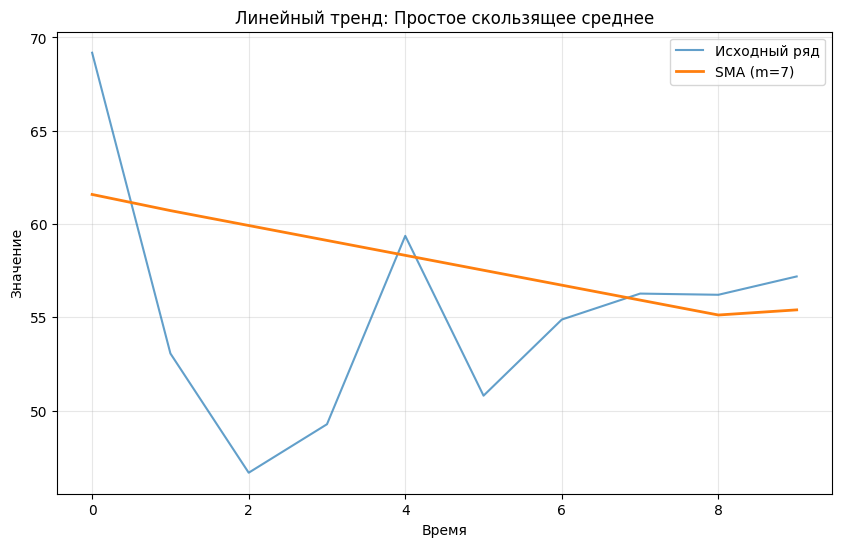 Линейный тренд: Простое скользящее среднее
Исходный ряд
SMA (m=7)
Значение
70
65
60
55
50
0
2
4
6
8
Время